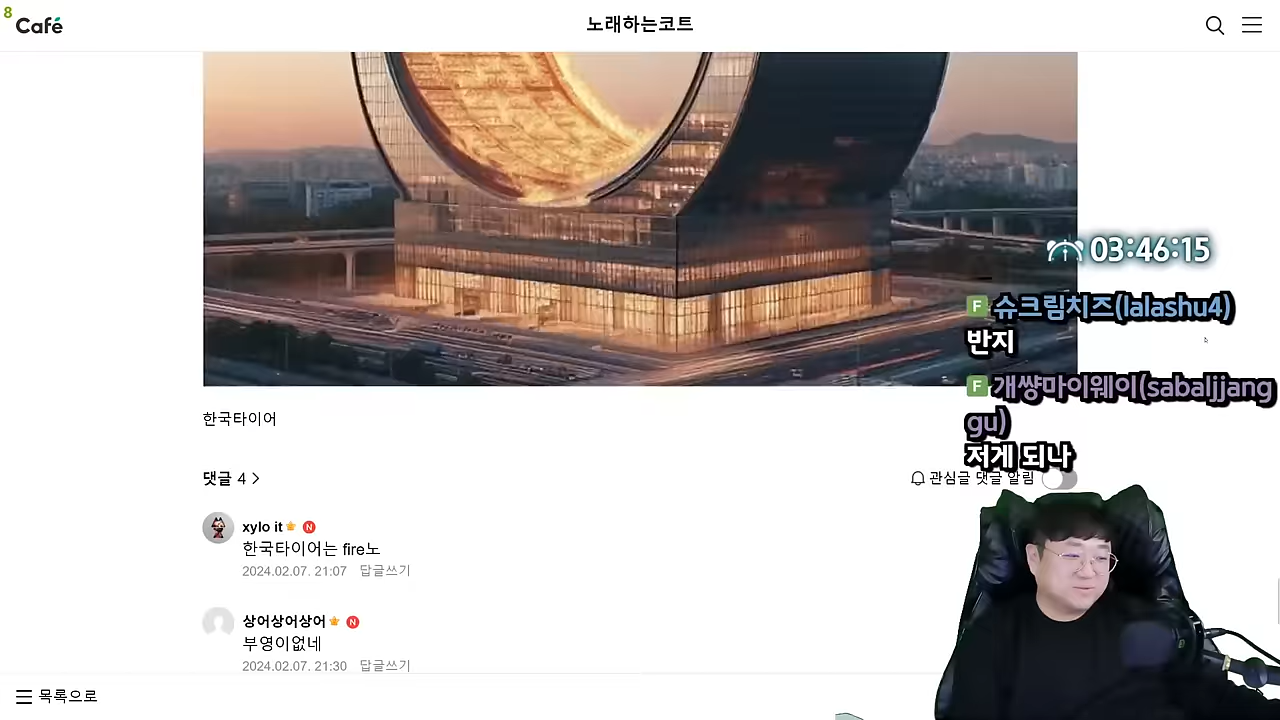 8
Café
노래하는코트
03:46:15
F 슈크림치즈(lalashu4)
반지
F 개썅마이웨이(sabaljjang
gu)
저게 되나
한국타이어
댓글 4
관심글 댓글 알림
xylo it N
한국타이어는 fire노
2024.02.07. 21:07 답글쓰기
상어상어상어 N
부영이없네
2024.02.07. 21:30 답글쓰기
목록으로